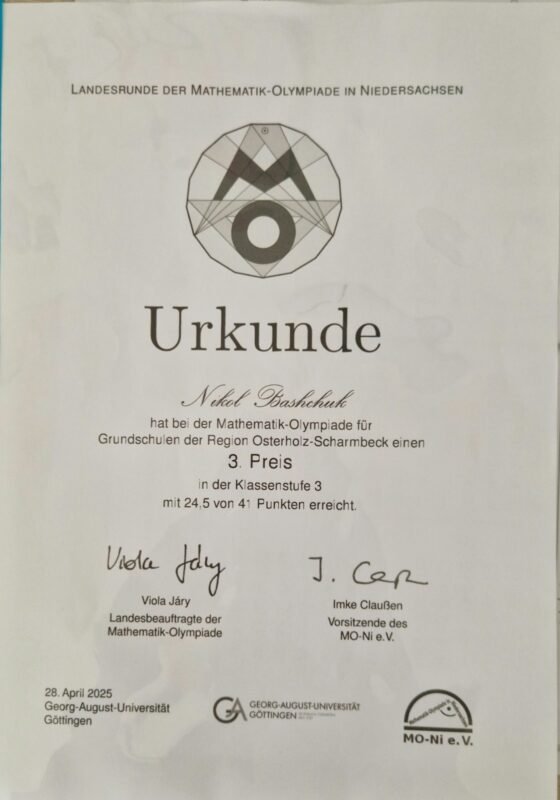 LANDESRUNDE DER MATHEMATIK-OLYMPIADE IN NIEDERSACHSEN
MO
Urkunde
Nikol Bashchuk
hat bei der Mathematik-Olympiade für
Grundschulen der Region Osterholz-Scharmbeck einen
3. Preis
in der Klassenstufe 3
mit 24,5 von 41 Punkten erreicht.
Viola Járy
Viola Járy
Landesbeauftragte der
Mathematik-Olympiade
Imke Claußen
Vorsitzende des
MO-Ni e.V.
28. April 2025
Georg-August-Universität
Göttingen
GEORG-AUGUST-UNIVERSITÄT
GÖTTINGEN
MO-Ni e.V.